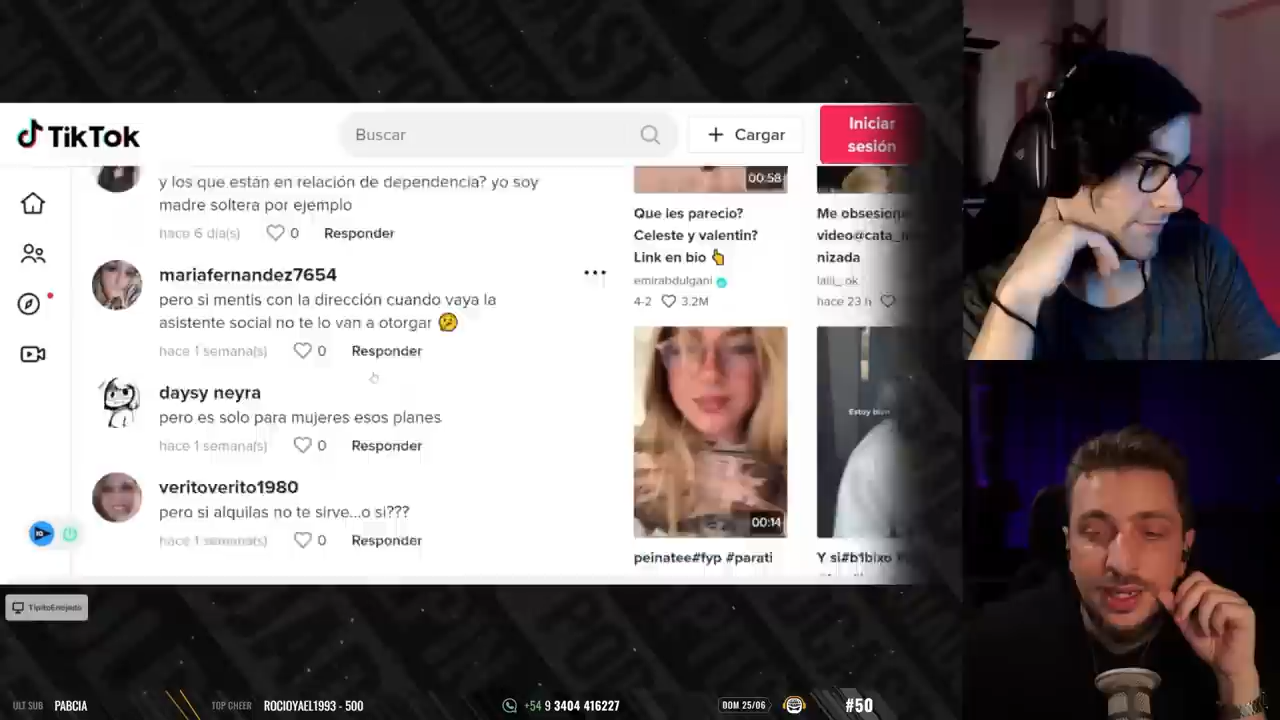 TikTok
Buscar
Cargar
Iniciar
sesión
y los que están en relación de dependencia? yo soy
madre soltera por ejemplo
hace 6 día(s)
0
Responder
mariafernandez7654
pero si mentis con la dirección cuando vaya la
asistente social no te lo van a otorgar 🤔
hace 1 semana(s)
0
Responder
daysy neyra
pero es solo para mujeres esos planes
hace 1 semana(s)
0
Responder
veritoverito1980
pero si alquilas no te sirve...o si???
hace 1 semana(s)
0
Responder
00:58
Que les parecio?
Celeste y valentin?
Link en bio 👆
emirabdulgani
4-2
3.2M
Me obsesione
nizada
hace 23 h
00:14
peinatee#fyp #parati
Estoy bien
Y si#b1bixo
TipitoEnojado
ULT SUB PABCIA
TOP CHEER ROCIOYAEL1993 - 500
+54 9 3404 416227
DOM 25/06
#50